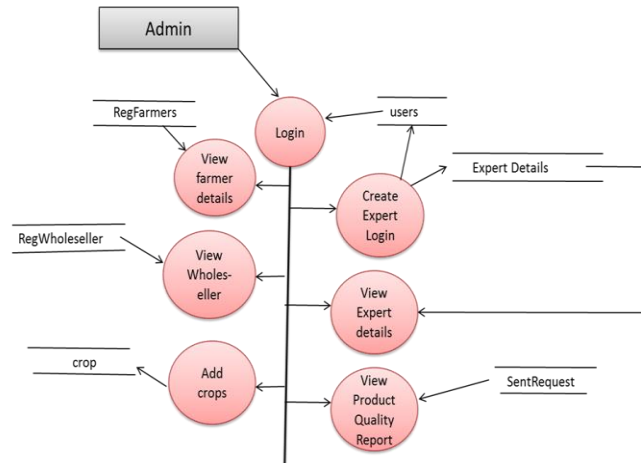 Admin
RegFarmers
users
Login
View
farmer
details
Expert Details
Create
Expert
Login
RegWholeseller
View
Wholes-
eller
View
Expert
details
crop
Add
crops
View
Product
Quality
Report
SentRequest